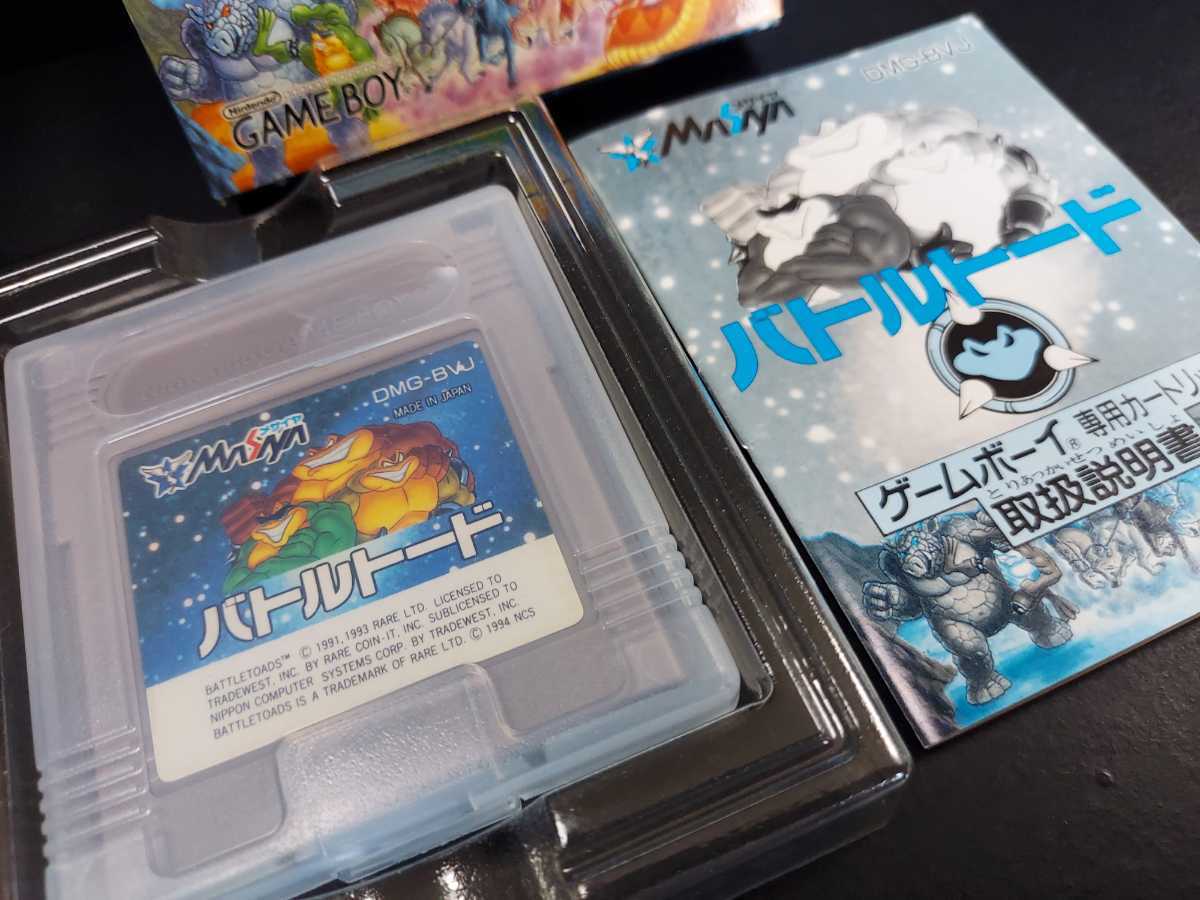 Nintendo
GAME BOY
メサイヤ
MASAYA
DMG-BVJ
MADE IN JAPAN
バトルトード
BATTLETOADS™ © 1991,1993 RARE LTD. LICENSED TO
TRADEWEST, INC. BY RARE COIN-IT, INC. SUBLICENSED TO
NIPPON COMPUTER SYSTEMS CORP. BY TRADEWEST, INC.
BATTLETOADS IS A TRADEMARK OF RARE LTD. © 1994 NCS
DMG-BVJ
メサイヤ
MASAYA
バトルトード
ゲームボーイ® 専用カートリ
とりあつかいせつめいしょ
取扱説明書